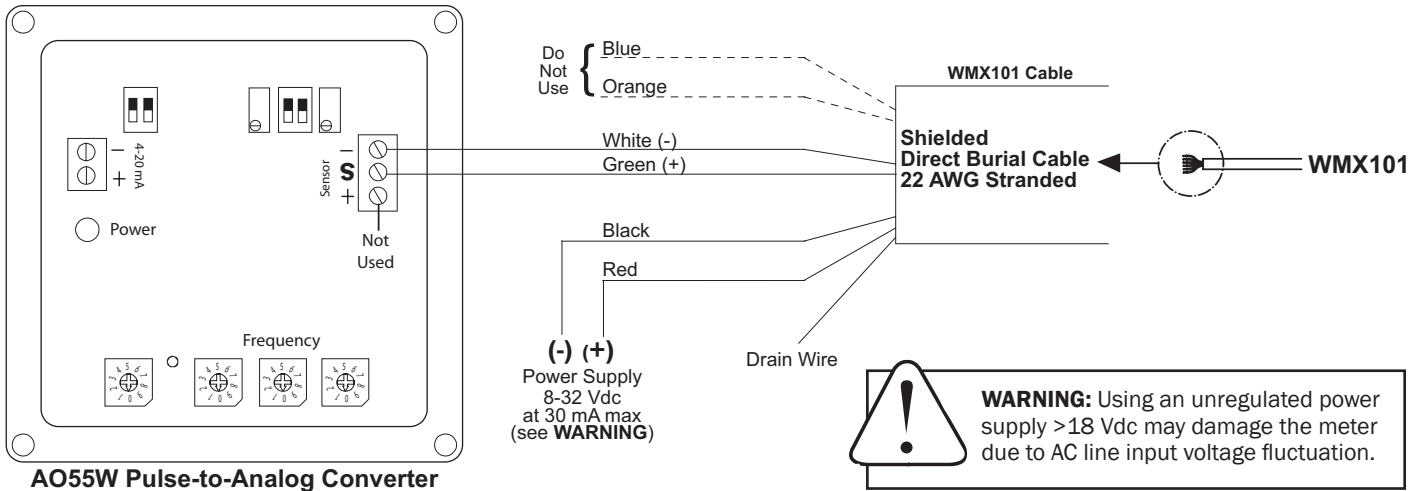 Do
Not
Use
Blue
Orange
White (-)
Green (+)
Black
Red
Drain Wire
WMX101 Cable
Shielded
Direct Burial Cable
22 AWG Stranded
WMX101
–
+
4-20 mA
Power
Sensor
–
S
+
Not
Used
Frequency
(-) (+)
Power Supply
8-32 Vdc
at 30 mA max
(see WARNING)
!
WARNING: Using an unregulated power
supply >18 Vdc may damage the meter
due to AC line input voltage fluctuation.
AO55W Pulse-to-Analog Converter